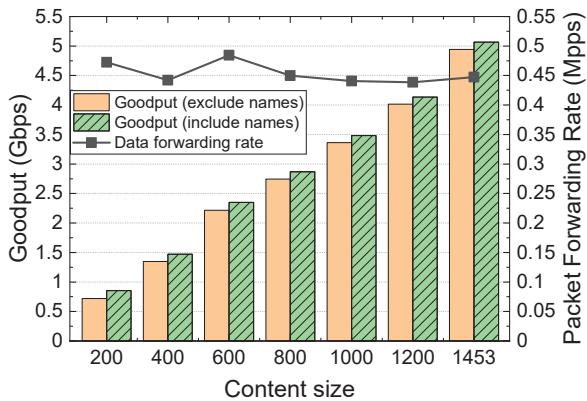 5.5 0.55
5 0.5
4.5 0.45
4 0.4
3.5 0.35
3 0.3
2.5 0.25
2 0.2
1.5 0.15
1 0.1
0.5 0.05
0 0
Goodput (Gbps)
Goodput (exclude names)
Goodput (include names)
Data forwarding rate
Packet Forwarding Rate (Mpps)
200 400 600 800 1000 1200 1453
Content size